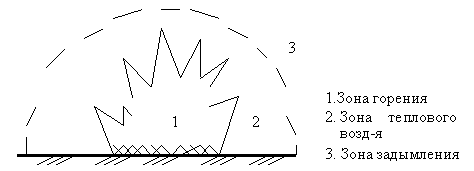 3
1
2
1.Зона горения
2. Зона теплового
возд-я
3. Зона задымления